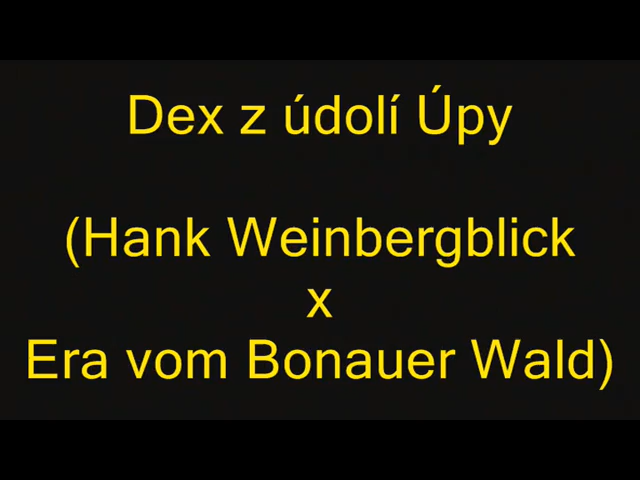 Dex z údolí Úpy
(Hank Weinbergblick
x
Era vom Bonauer Wald)